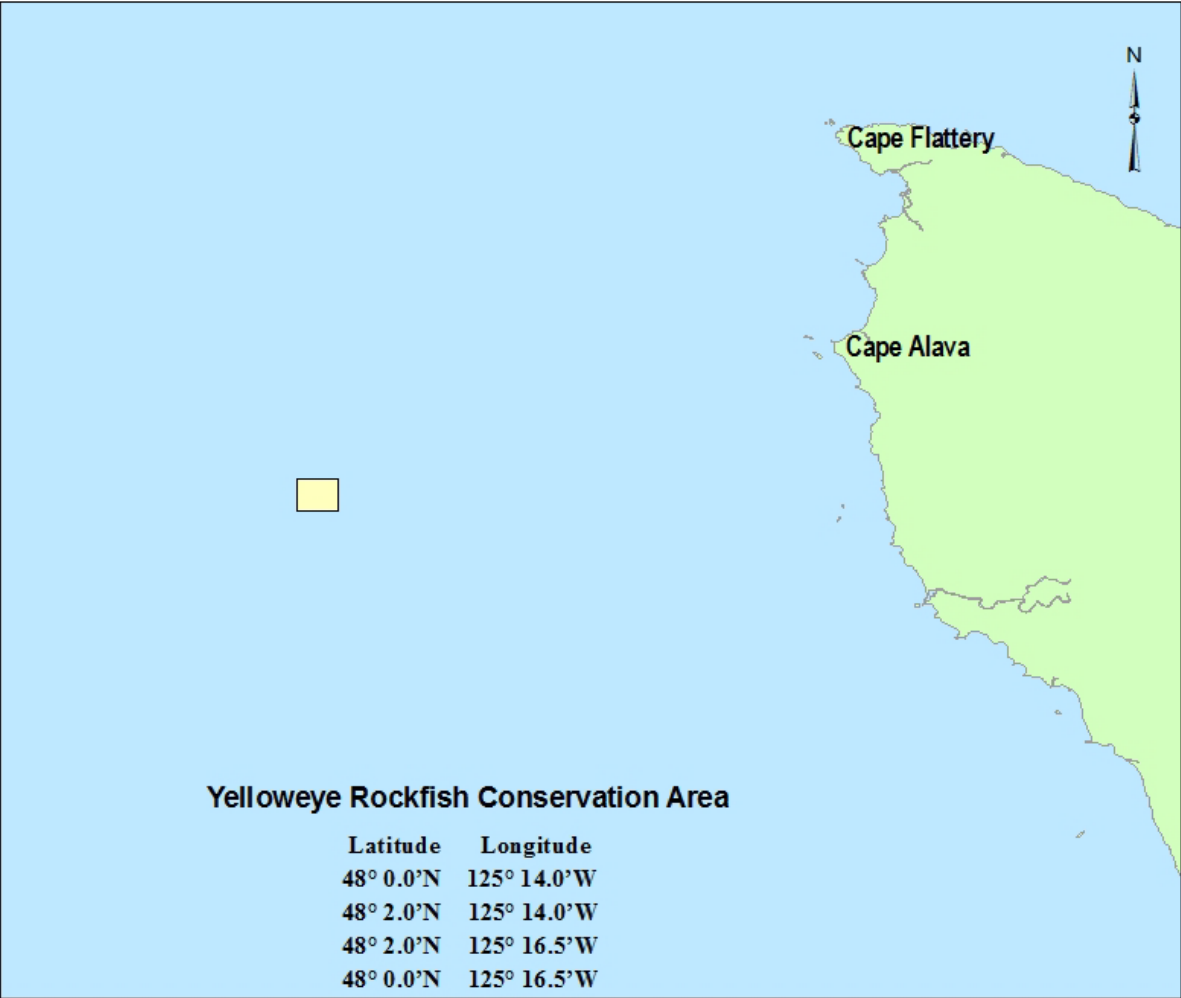 N
Cape Flattery
Cape Alava
Yelloweye Rockfish Conservation Area
Latitude Longitude
48° 0.0’N 125° 14.0’W
48° 2.0’N 125° 14.0’W
48° 2.0’N 125° 16.5’W
48° 0.0’N 125° 16.5’W